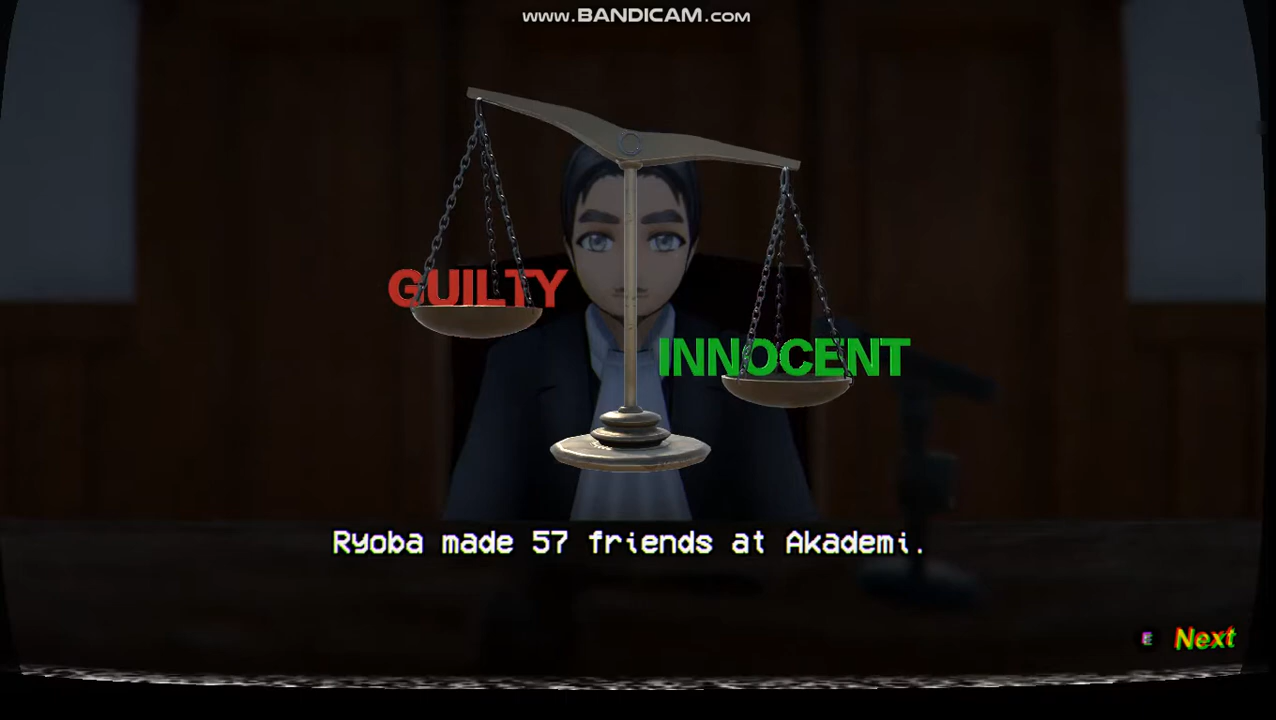 www.BANDICAM.com
GUILTY
INNOCENT
Ryoba made 57 friends at Akademi.
E Next